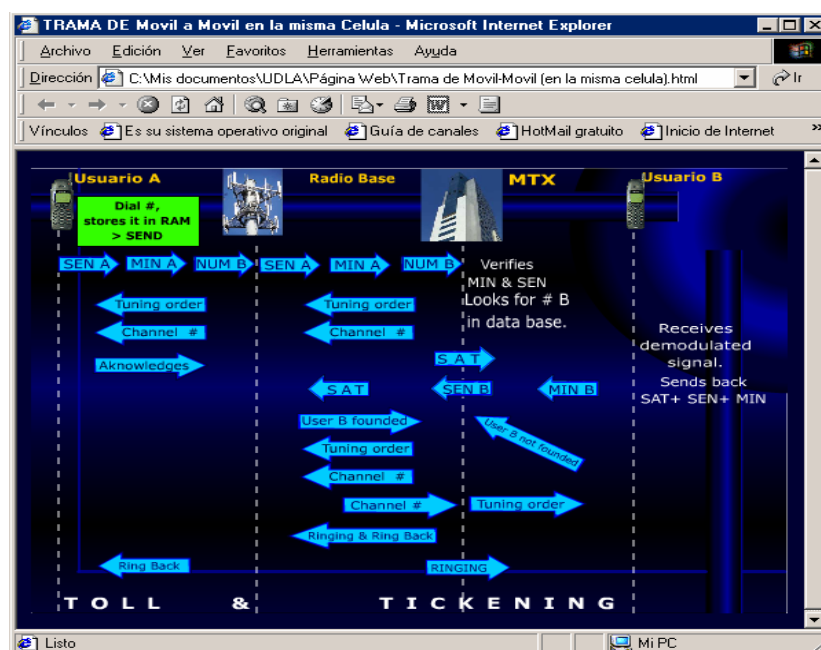 TRAMA DE Movil a Movil en la misma Celula - Microsoft Internet Explorer
Archivo Edición Ver Favoritos Herramientas Ayuda
Dirección C:\Mis documentos\UDLA\Página Web\Trama de Movil-Movil (en la misma celula).html Ir
Vínculos Es su sistema operativo original Guía de canales HotMail gratuito Inicio de Internet »
Usuario A Radio Base MTX Usuario B
Dial #,
stores it in RAM
> SEND
SEN A MIN A NUM B SEN A MIN A NUM B
Verifies
MIN & SEN
Looks for # B
in data base.
Tuning order Tuning order
Channel # Channel #
Receives
demodulated
signal.
Sends back
SAT+ SEN+ MIN
Aknowledges
S A T
S A T SEN B MIN B
User B founded
User B not founded
Tuning order
Channel #
Channel # Tuning order
Ringing & Ring Back
Ring Back RINGING
TOLL & TICKENING
Listo Mi PC